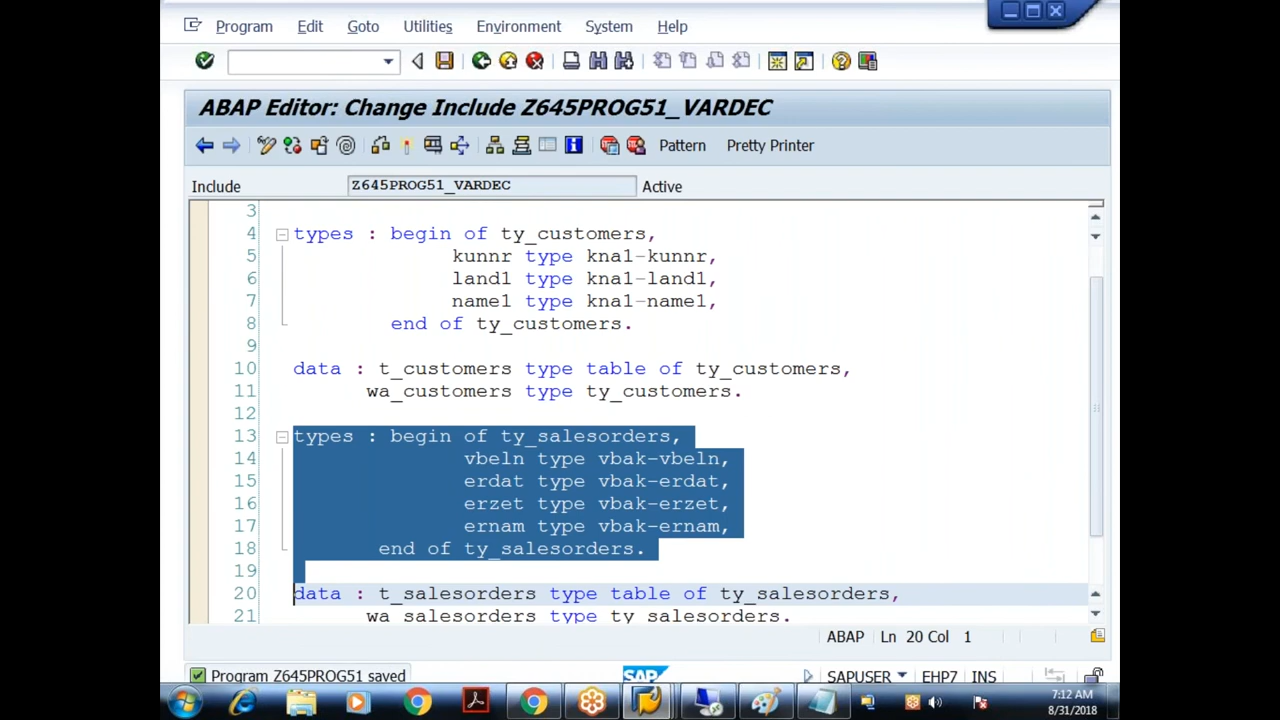 Program Edit Goto Utilities Environment System Help
ABAP Editor: Change Include Z645PROG51_VARDEC
Pattern Pretty Printer
Include Z645PROG51_VARDEC Active
3
4 types : begin of ty_customers,
5 kunnr type kna1-kunnr,
6 land1 type kna1-land1,
7 name1 type kna1-name1,
8 end of ty_customers.
9
10 data : t_customers type table of ty_customers,
11 wa_customers type ty_customers.
12
13 types : begin of ty_salesorders,
14 vbeln type vbak-vbeln,
15 erdat type vbak-erdat,
16 erzet type vbak-erzet,
17 ernam type vbak-ernam,
18 end of ty_salesorders.
19
20 data : t_salesorders type table of ty_salesorders,
21 wa_salesorders type ty_salesorders.
ABAP Ln 20 Col 1
Program Z645PROG51 saved SAP SAPUSER EHP7 INS
7:12 AM
8/31/2018